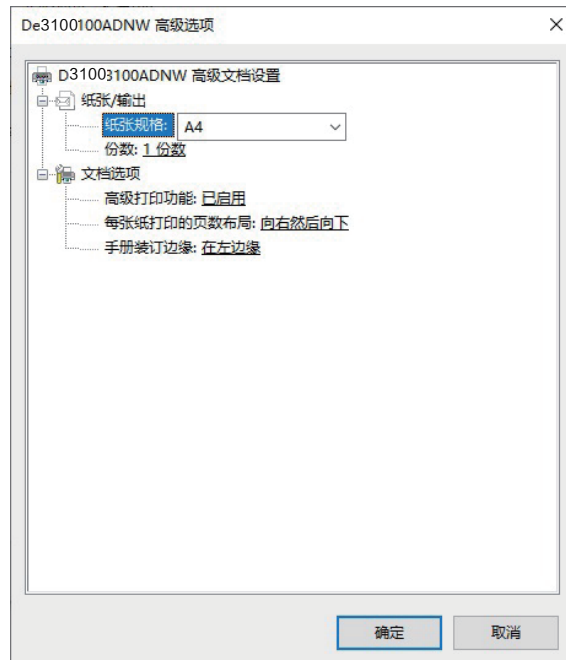 De3100100ADNW 高级选项
D31003100ADNW 高级文档设置
纸张/输出
纸张规格: A4
份数: 1 份数
文档选项
高级打印功能: 已启用
每张纸打印的页数布局: 向右然后向下
手册装订边缘: 在左边缘
确定 取消